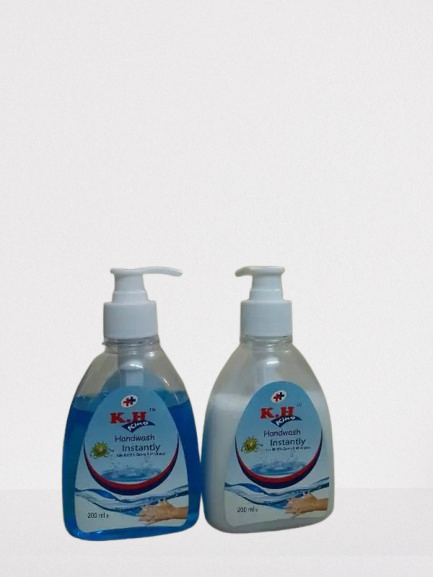 K.H
King
Handwash
Instantly
200 ml e
K.H
King
Handwash
Instantly
200 ml e